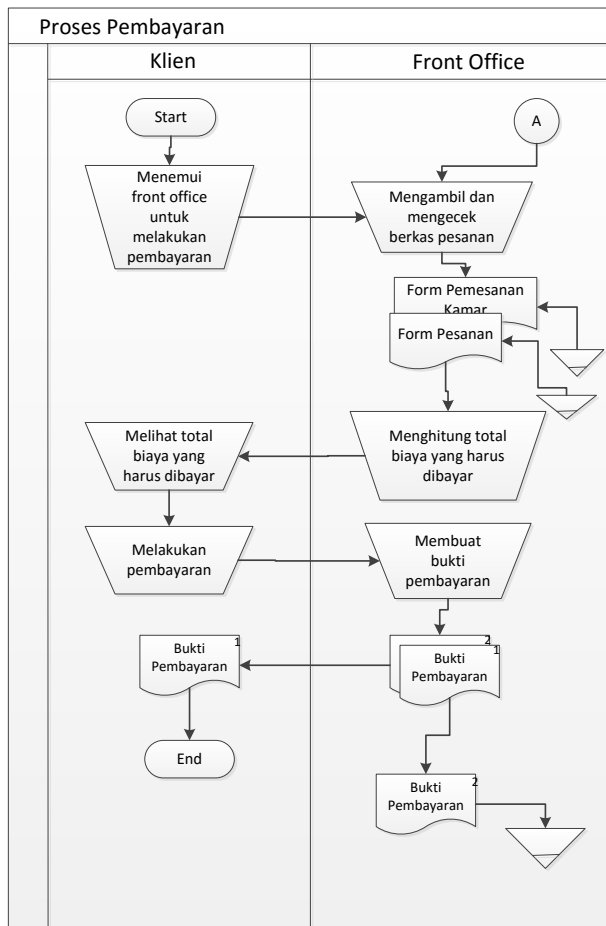 Proses Pembayaran
Klien
Front Office
Start
A
Menemui
front office
untuk
melakukan
pembayaran
Mengambil dan
mengecek
berkas pesanan
Form Pemesanan
Kamar
Form Pesanan
Melihat total
biaya yang
harus dibayar
Menghitung total
biaya yang harus
dibayar
Melakukan
pembayaran
Membuat
bukti
pembayaran
Bukti
Pembayaran
1
2
1
Bukti
Pembayaran
End
Bukti
Pembayaran
2